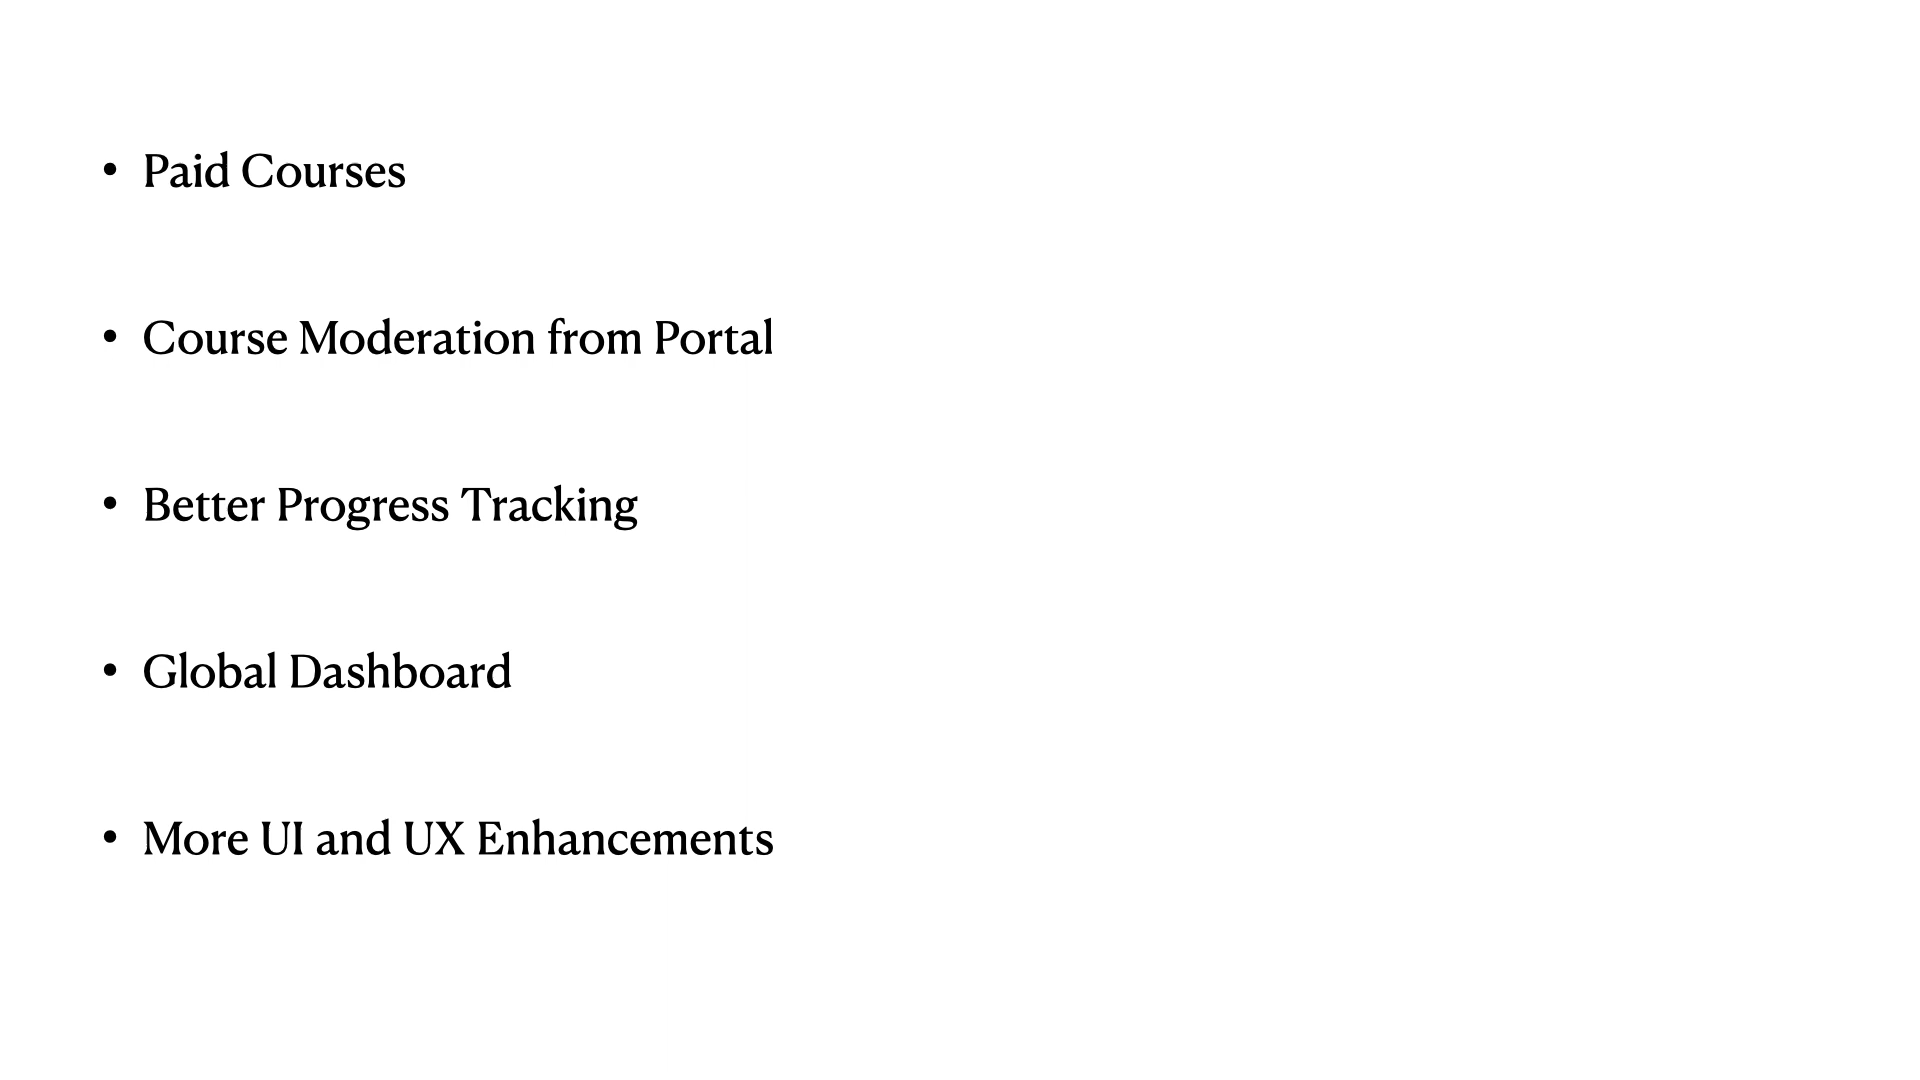 • Paid Courses
• Course Moderation from Portal
• Better Progress Tracking
• Global Dashboard
• More UI and UX Enhancements